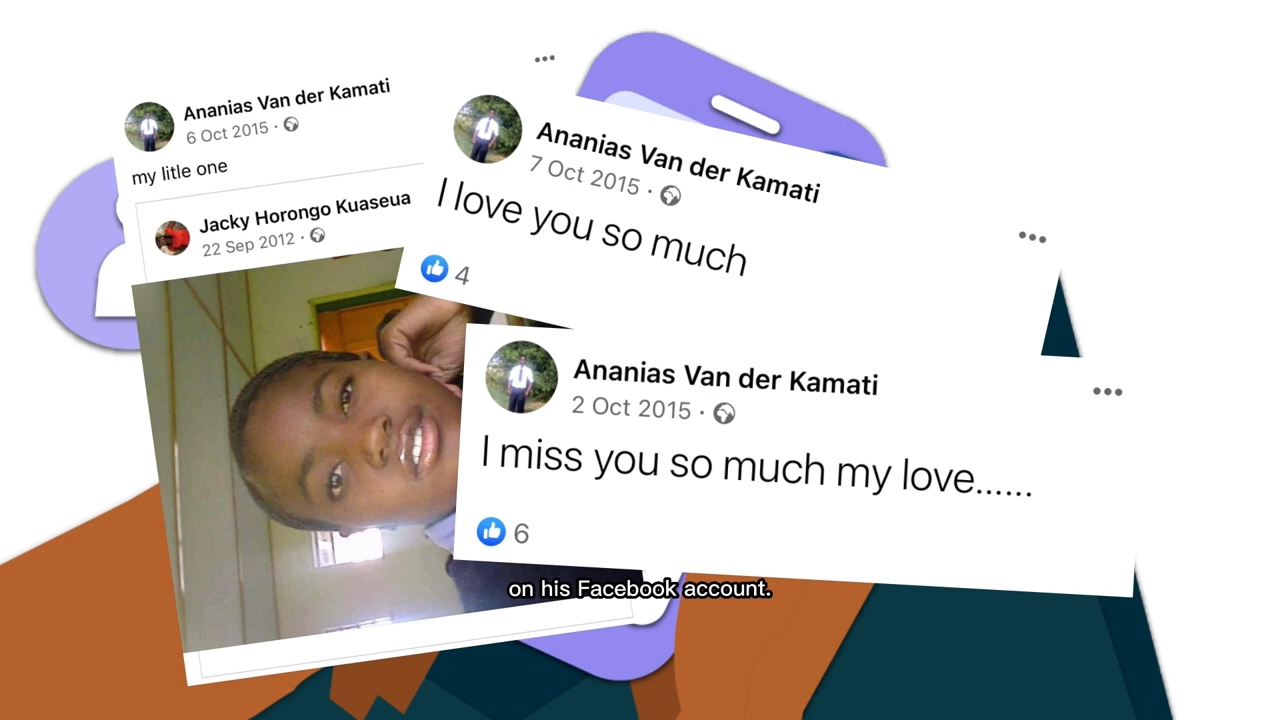 Ananias Van der Kamati
6 Oct 2015 ·
my litle one
Jacky Horongo Kuaseua
22 Sep 2012 ·
Ananias Van der Kamati
7 Oct 2015 ·
I love you so much
4
Ananias Van der Kamati
2 Oct 2015 ·
I miss you so much my love......
6
on his Facebook account.